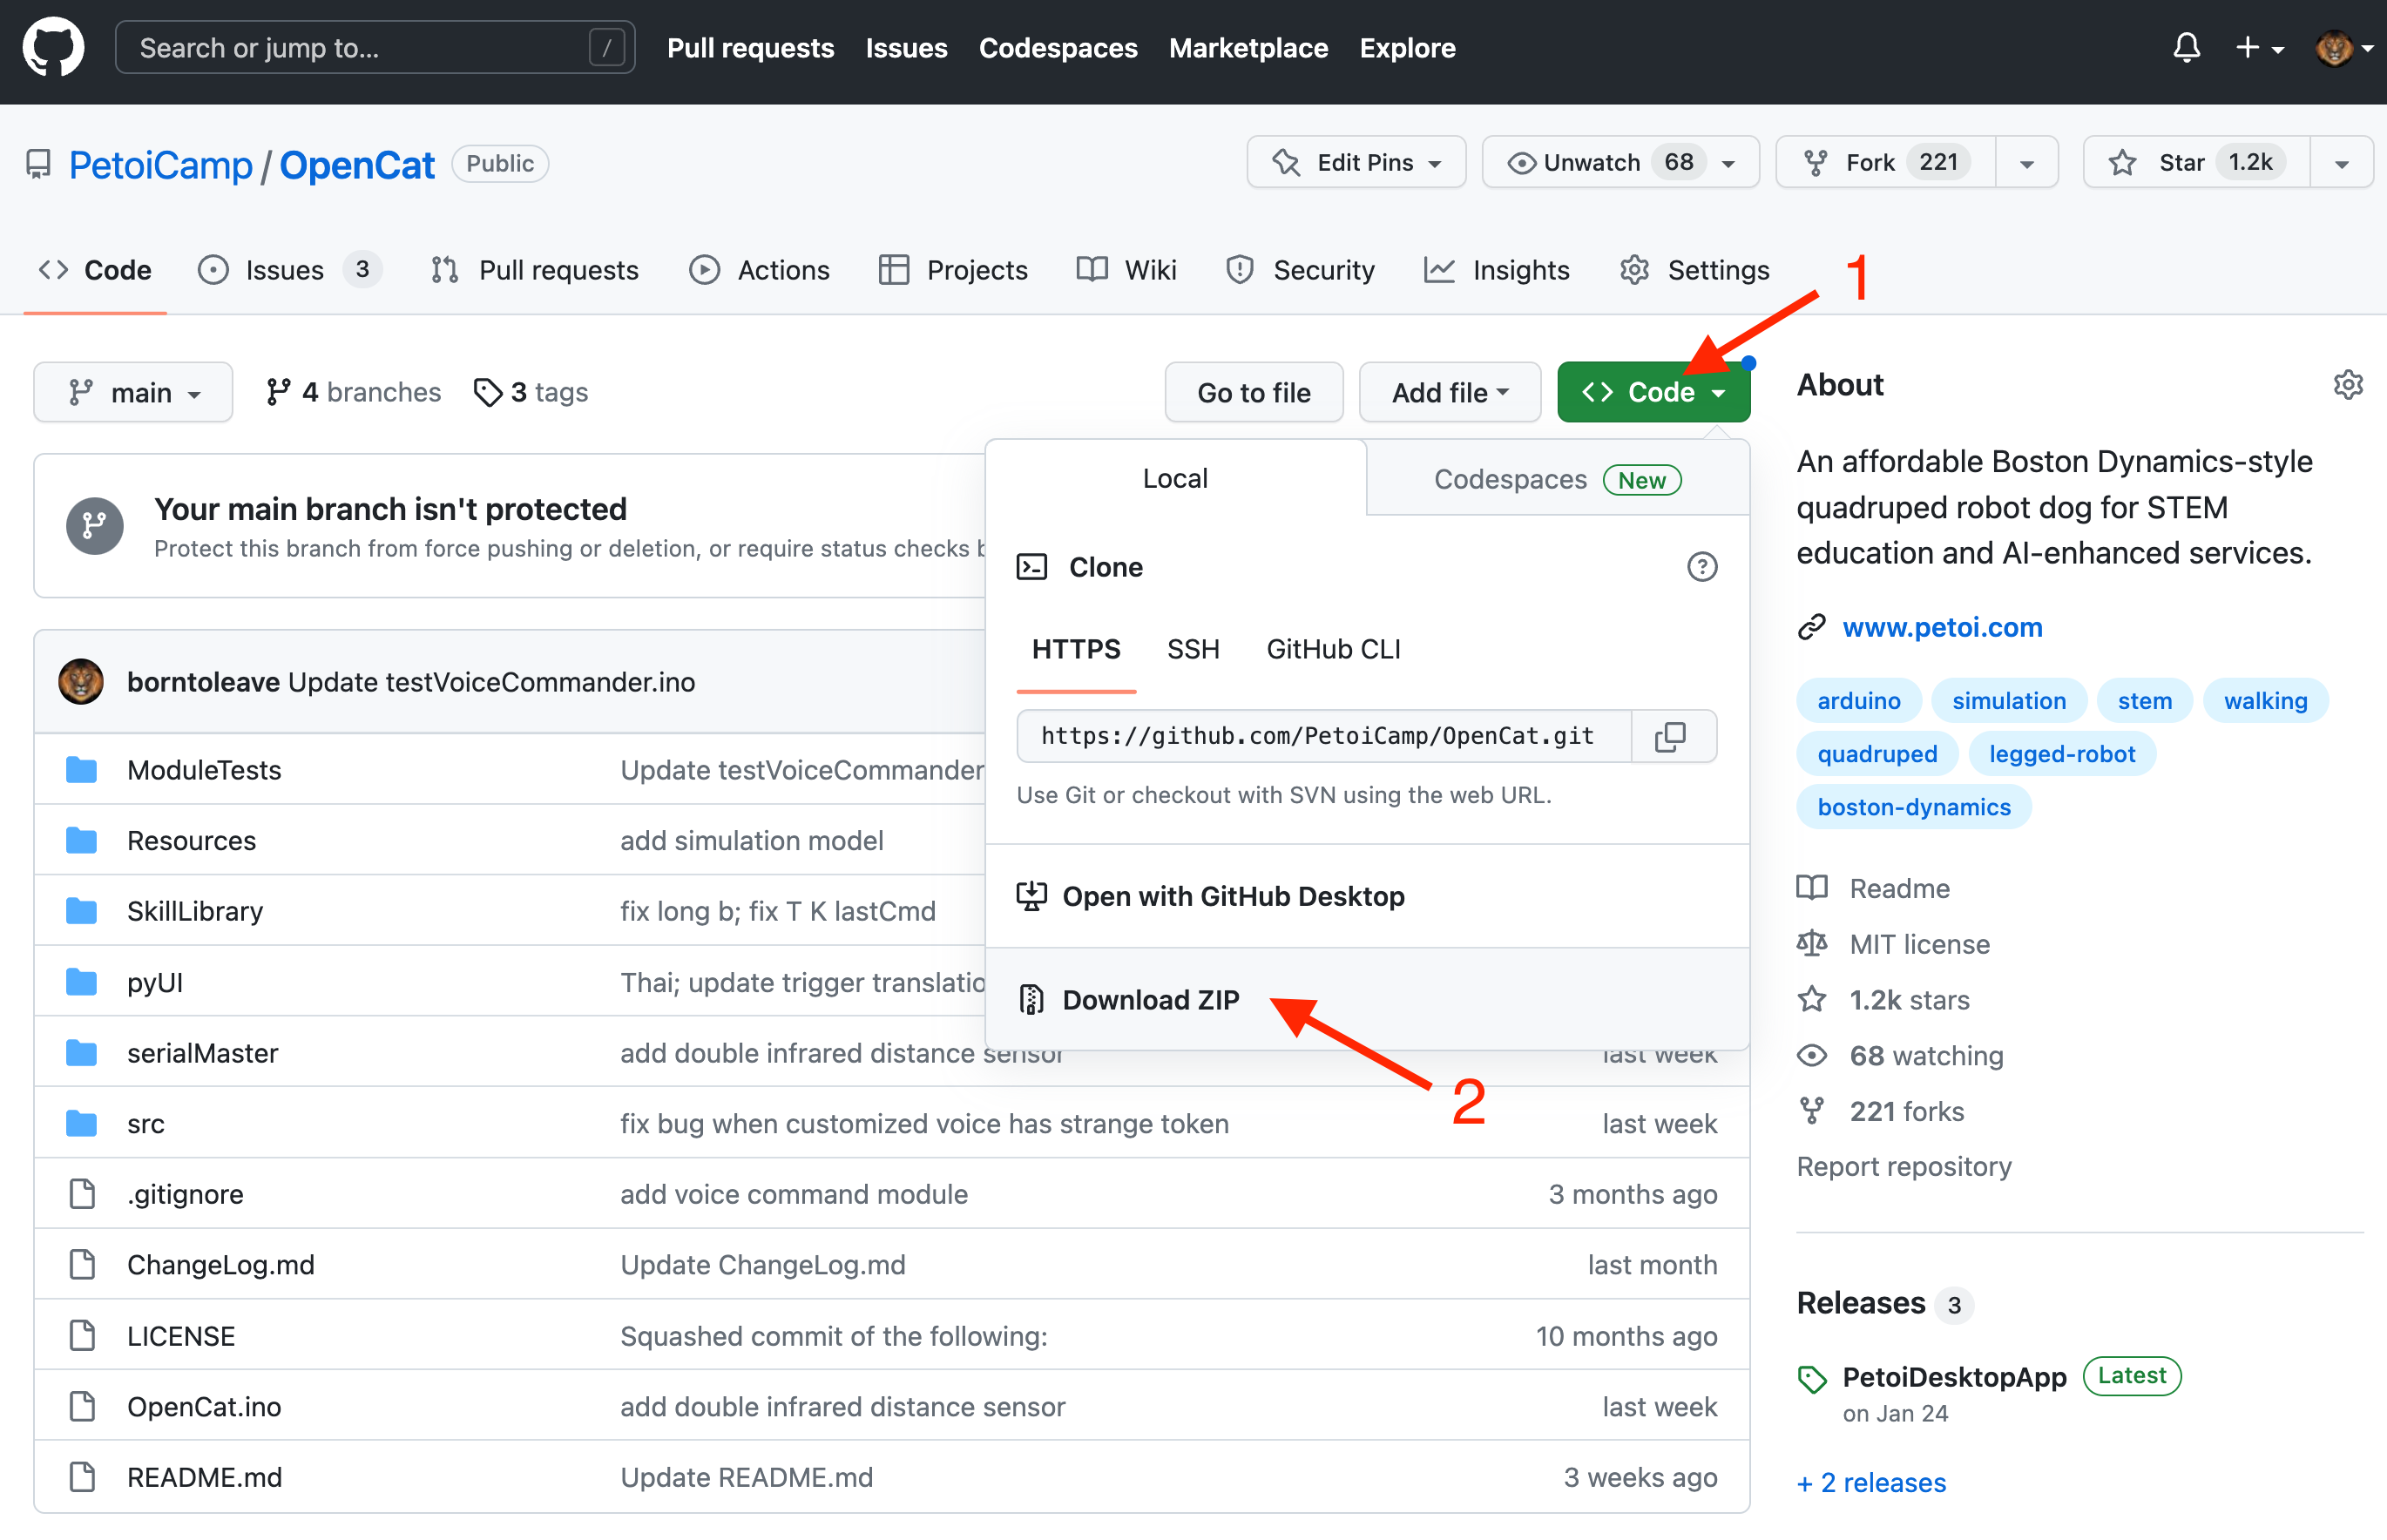 Search or jump to... /
Pull requests Issues Codespaces Marketplace Explore
PetoiCamp / OpenCat Public
Edit Pins Unwatch 68 Fork 221 Star 1.2k
Code Issues 3 Pull requests Actions Projects Wiki Security Insights Settings
1
main 4 branches 3 tags Go to file Add file Code
Your main branch isn't protected
Protect this branch from force pushing or deletion, or require status checks
borntoleave Update testVoiceCommander.ino
ModuleTests Update testVoiceCommander
Resources add simulation model
SkillLibrary fix long b; fix T K lastCmd
pyUI Thai; update trigger translatio
serialMaster add double infrared distance sensor last week
src fix bug when customized voice has strange token last week
.gitignore add voice command module 3 months ago
ChangeLog.md Update ChangeLog.md last month
LICENSE Squashed commit of the following: 10 months ago
OpenCat.ino add double infrared distance sensor last week
README.md Update README.md 3 weeks ago
Local Codespaces New
Clone
HTTPS SSH GitHub CLI
https://github.com/PetoiCamp/OpenCat.git
Use Git or checkout with SVN using the web URL.
Open with GitHub Desktop
Download ZIP
2
About
An affordable Boston Dynamics-style
quadruped robot dog for STEM
education and AI-enhanced services.
www.petoi.com
arduino simulation stem walking
quadruped legged-robot
boston-dynamics
Readme
MIT license
1.2k stars
68 watching
221 forks
Report repository
Releases 3
PetoiDesktopApp Latest
on Jan 24
+ 2 releases